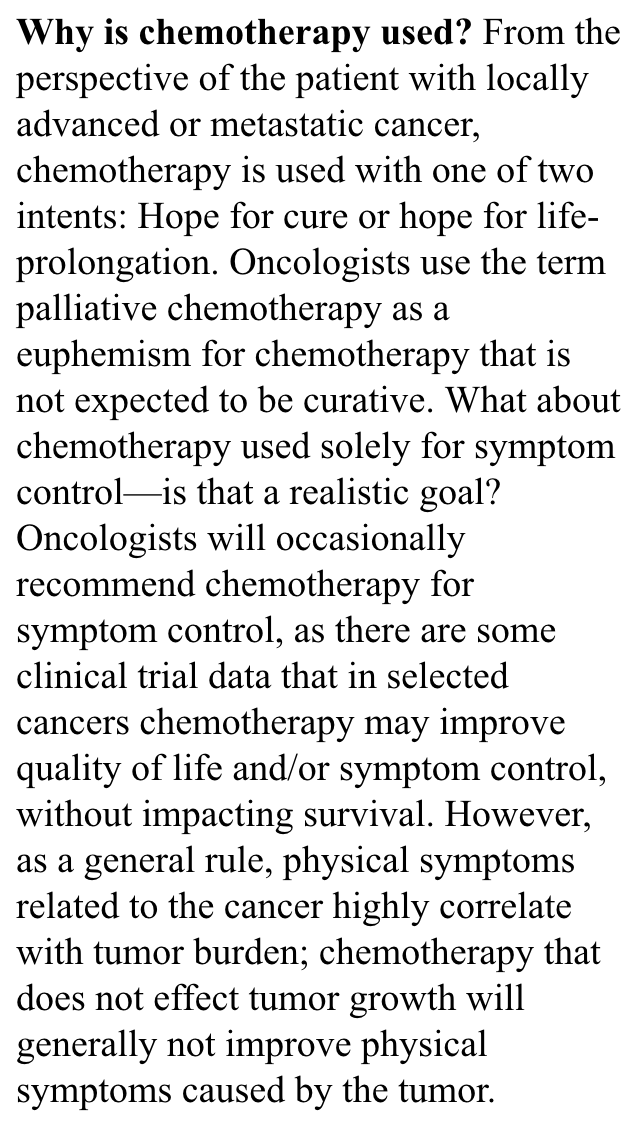 Why is chemotherapy used? From the
perspective of the patient with locally
advanced or metastatic cancer,
chemotherapy is used with one of two
intents: Hope for cure or hope for life-
prolongation. Oncologists use the term
palliative chemotherapy as a
euphemism for chemotherapy that is
not expected to be curative. What about
chemotherapy used solely for symptom
control—is that a realistic goal?
Oncologists will occasionally
recommend chemotherapy for
symptom control, as there are some
clinical trial data that in selected
cancers chemotherapy may improve
quality of life and/or symptom control,
without impacting survival. However,
as a general rule, physical symptoms
related to the cancer highly correlate
with tumor burden; chemotherapy that
does not effect tumor growth will
generally not improve physical
symptoms caused by the tumor.